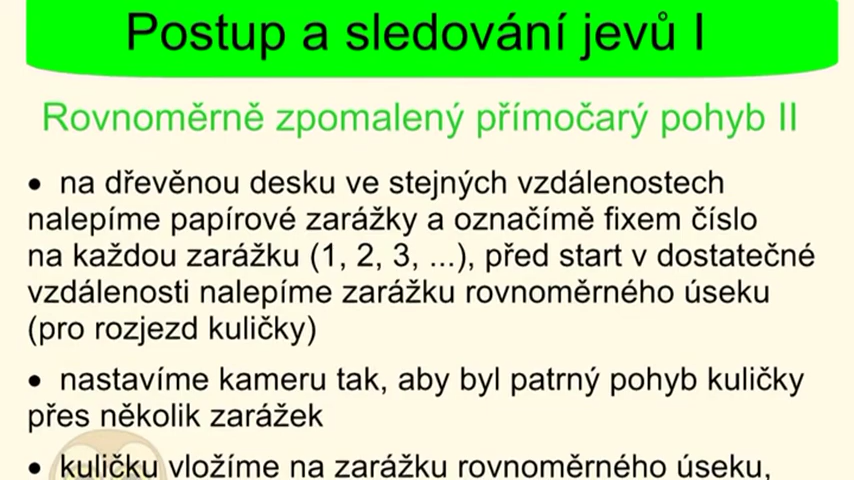 Postup a sledování jevů I
Rovnoměrně zpomalený přímočarý pohyb II
• na dřevěnou desku ve stejných vzdálenostech
nalepíme papírové zarážky a označímě fixem číslo
na každou zarážku (1, 2, 3, ...), před start v dostatečné
vzdálenosti nalepíme zarážku rovnoměrného úseku
(pro rozjezd kuličky)
• nastavíme kameru tak, aby byl patrný pohyb kuličky
přes několik zarážek
• kuličku vložíme na zarážku rovnoměrného úseku,